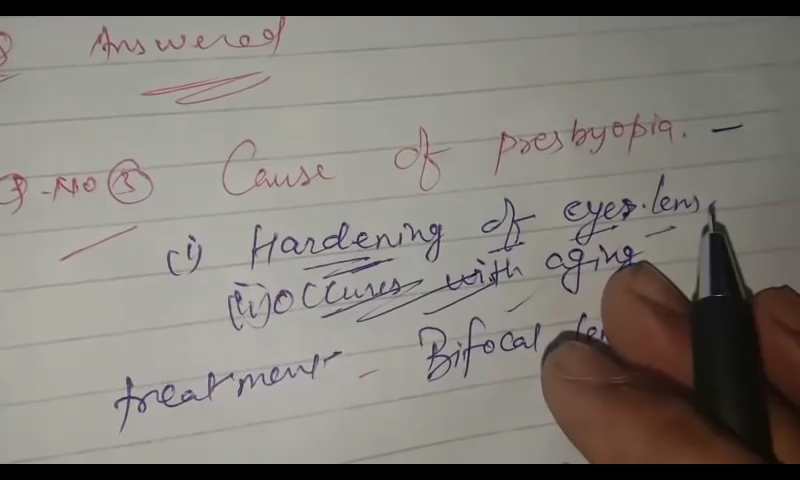 Answered
Q.No ③ Cause of presbyopia. -
(i) Hardening of eyes.lens
(ii) Occures with aging
treatment - Bifocal